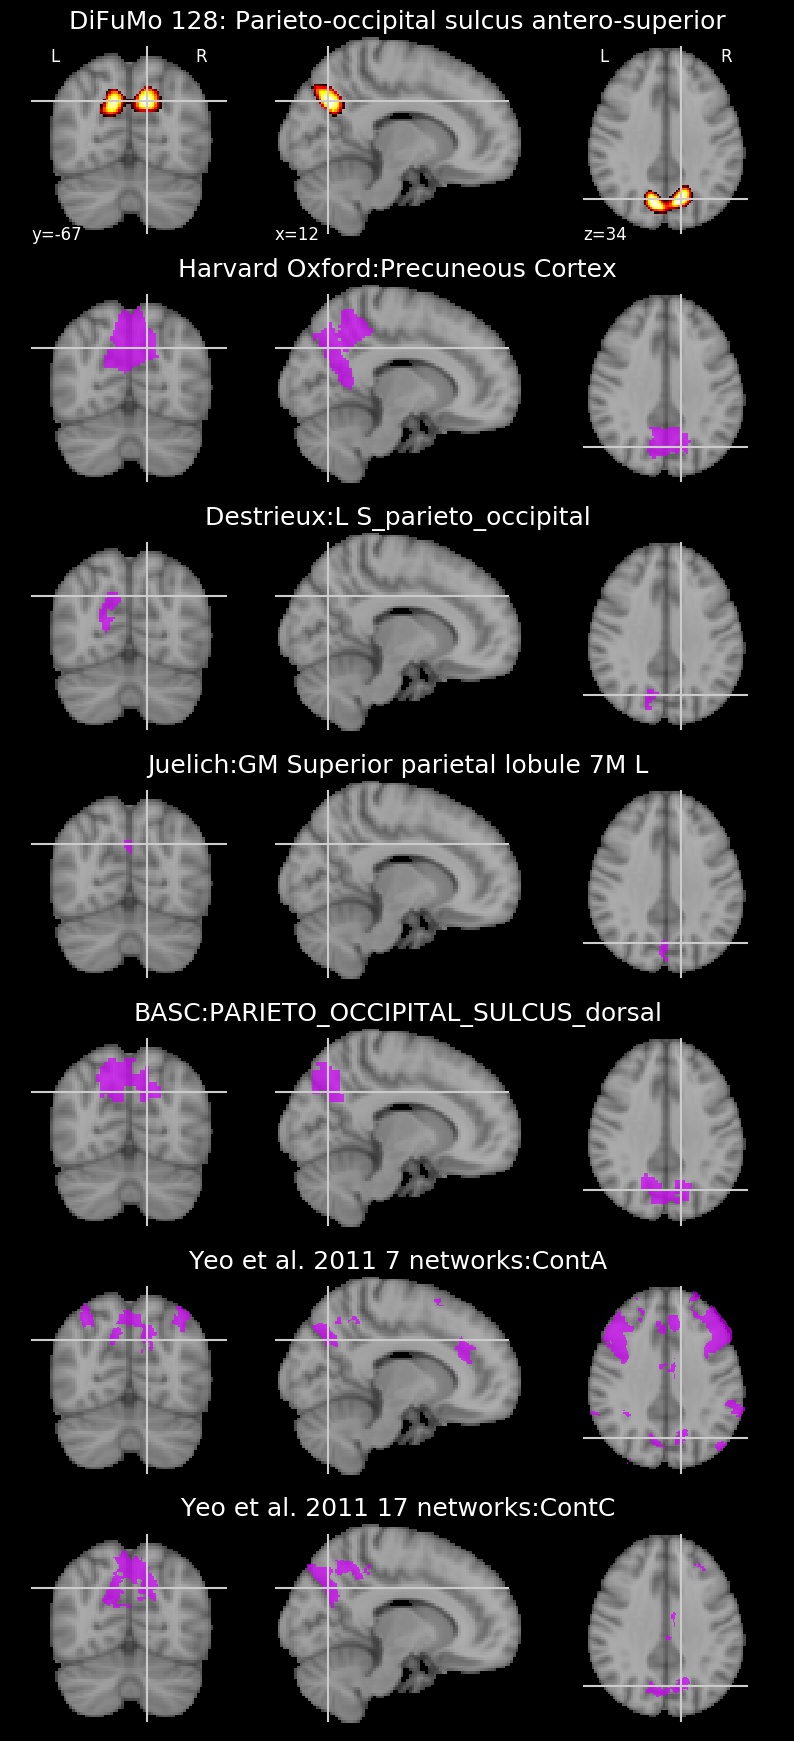 DiFuMo 128: Parieto-occipital sulcus antero-superior
L R L R
y=-67 x=12 z=34
Harvard Oxford:Precuneous Cortex
Destrieux:L S_parieto_occipital
Juelich:GM Superior parietal lobule 7M L
BASC:PARIETO_OCCIPITAL_SULCUS_dorsal
Yeo et al. 2011 7 networks:ContA
Yeo et al. 2011 17 networks:ContC